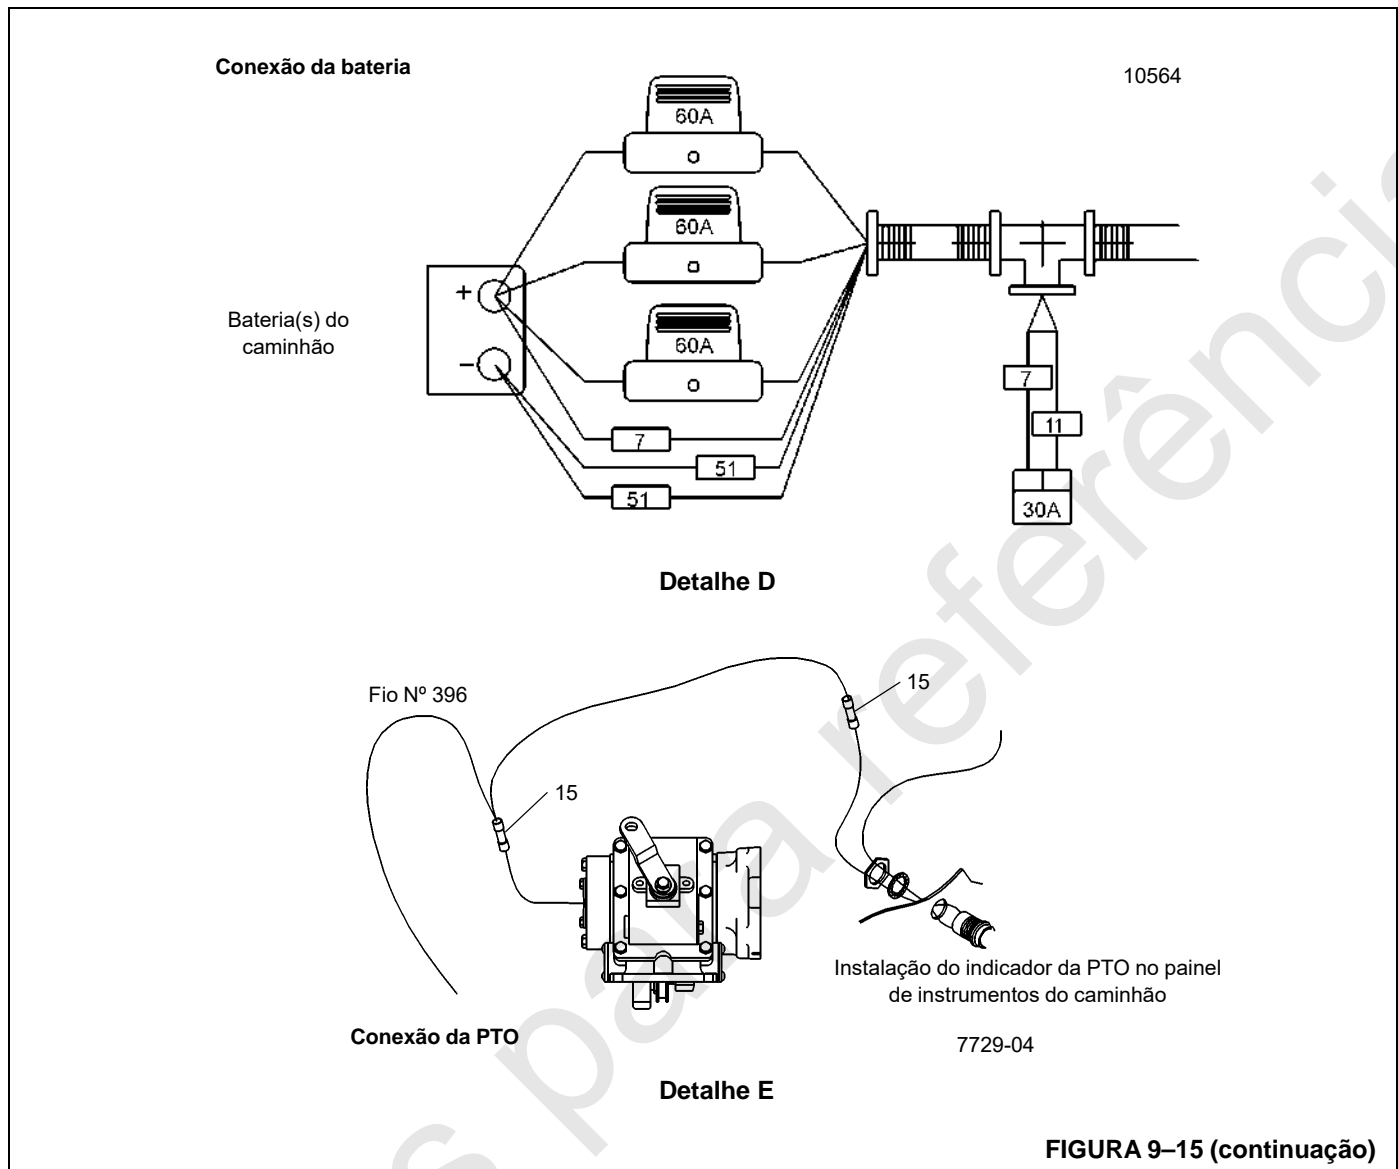 Conexão da bateria
10564
60A
60A
60A
+
Bateria(s) do
caminhão
–
7
51
51
7
11
30A
Detalhe D
Fio Nº 396
15
15
Instalação do indicador da PTO no painel
de instrumentos do caminhão
Conexão da PTO
7729-04
Detalhe E
FIGURA 9–15 (continuação)
s para referência